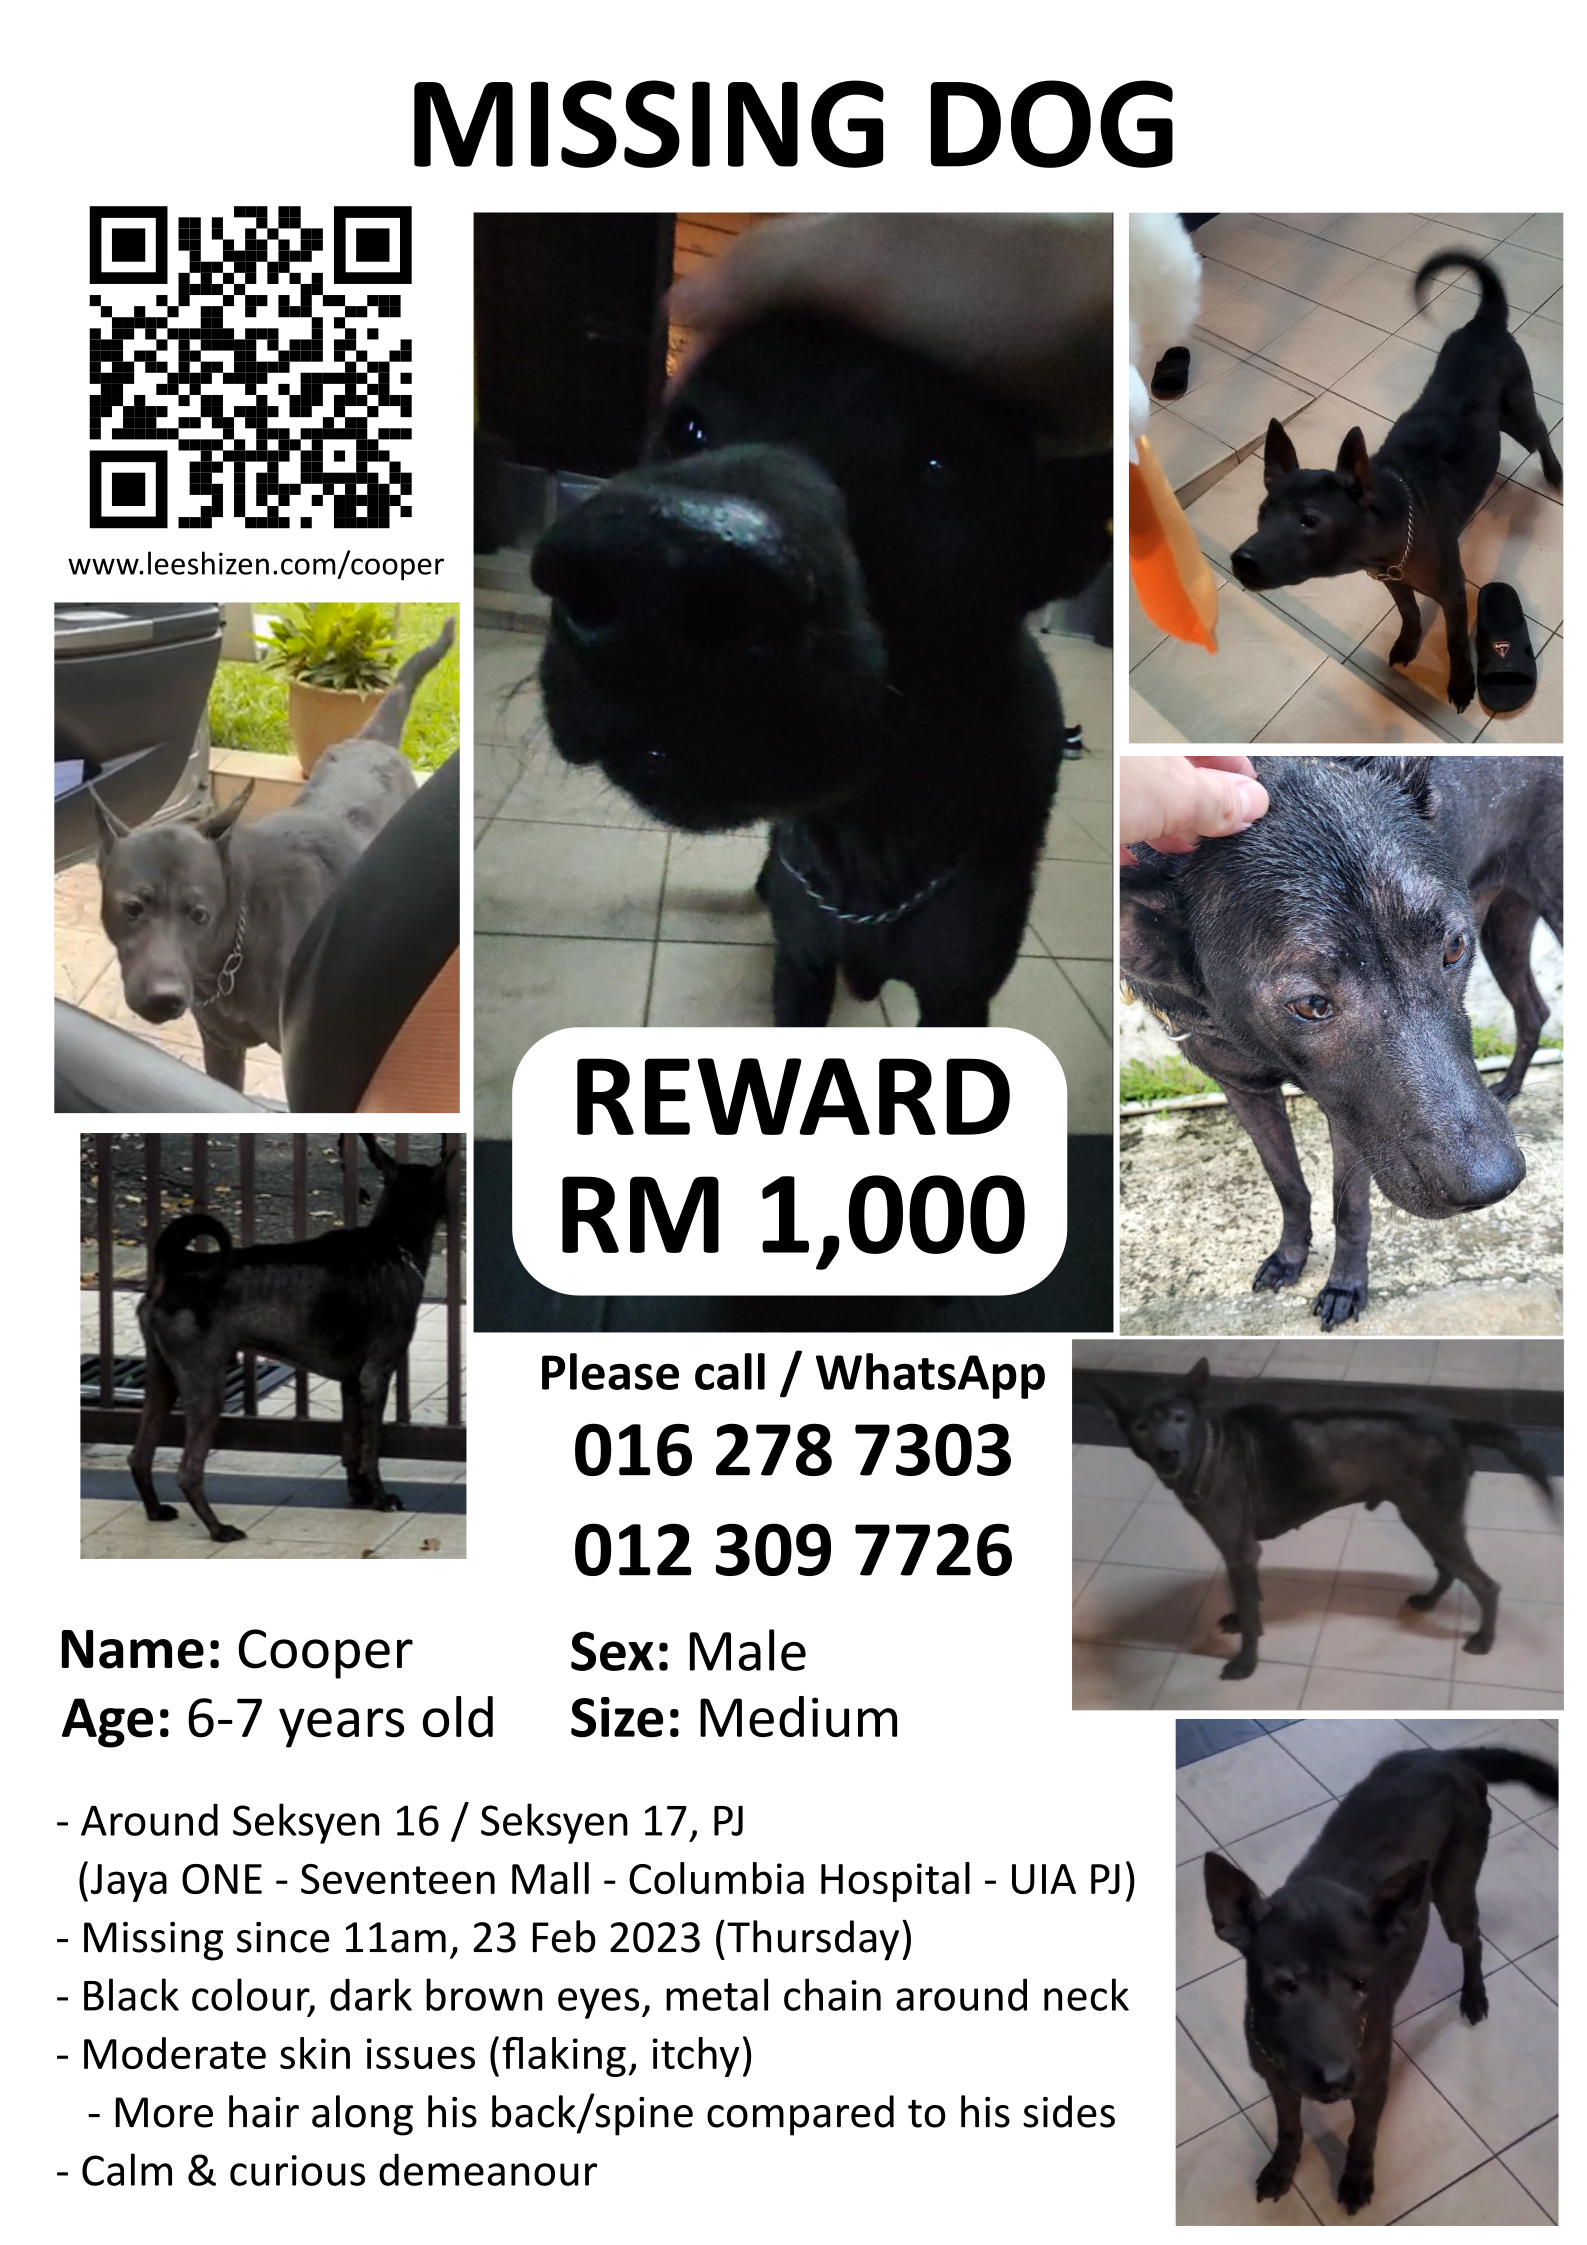 MISSING DOG
www.leeshizen.com/cooper
REWARD
RM 1,000
Please call / WhatsApp
016 278 7303
012 309 7726
Name: Cooper
Sex: Male
Age: 6-7 years old
Size: Medium
- Around Seksyen 16 / Seksyen 17, PJ
(Jaya ONE - Seventeen Mall - Columbia Hospital - UIA PJ)
- Missing since 11am, 23 Feb 2023 (Thursday)
- Black colour, dark brown eyes, metal chain around neck
- Moderate skin issues (flaking, itchy)
- More hair along his back/spine compared to his sides
- Calm & curious demeanour